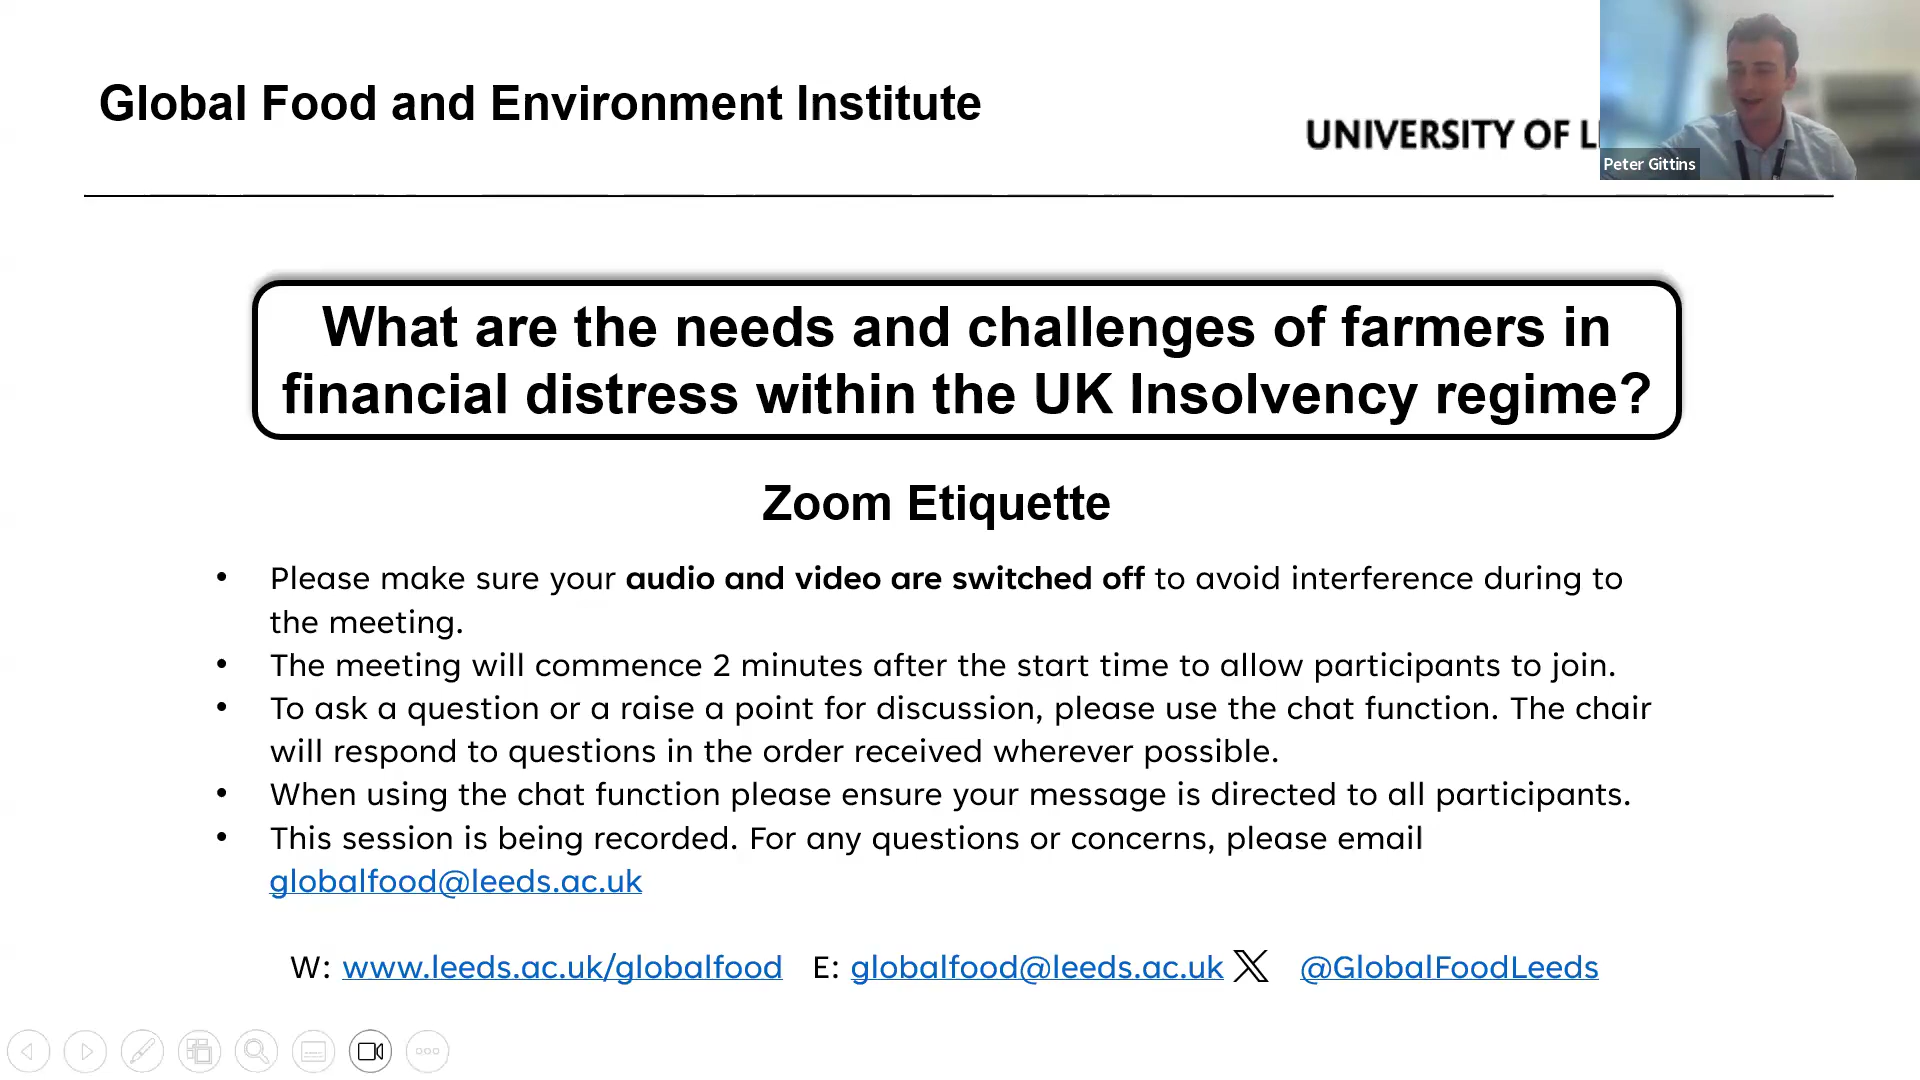 Global Food and Environment Institute
UNIVERSITY OF L
Peter Gittins
What are the needs and challenges of farmers in
financial distress within the UK Insolvency regime?
Zoom Etiquette
• Please make sure your audio and video are switched off to avoid interference during to
the meeting.
• The meeting will commence 2 minutes after the start time to allow participants to join.
• To ask a question or a raise a point for discussion, please use the chat function. The chair
will respond to questions in the order received wherever possible.
• When using the chat function please ensure your message is directed to all participants.
• This session is being recorded. For any questions or concerns, please email
globalfood@leeds.ac.uk
W: www.leeds.ac.uk/globalfood E: globalfood@leeds.ac.uk X @GlobalFoodLeeds